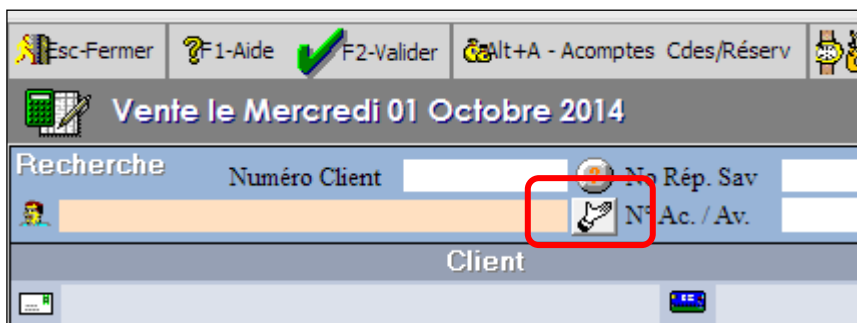 Esc-Fermer F1-Aide F2-Valider Alt+A - Acomptes Cdes/Réserv
Vente le Mercredi 01 Octobre 2014
Recherche Numéro Client ? No Rép. Sav
N° Ac. / Av.
Client